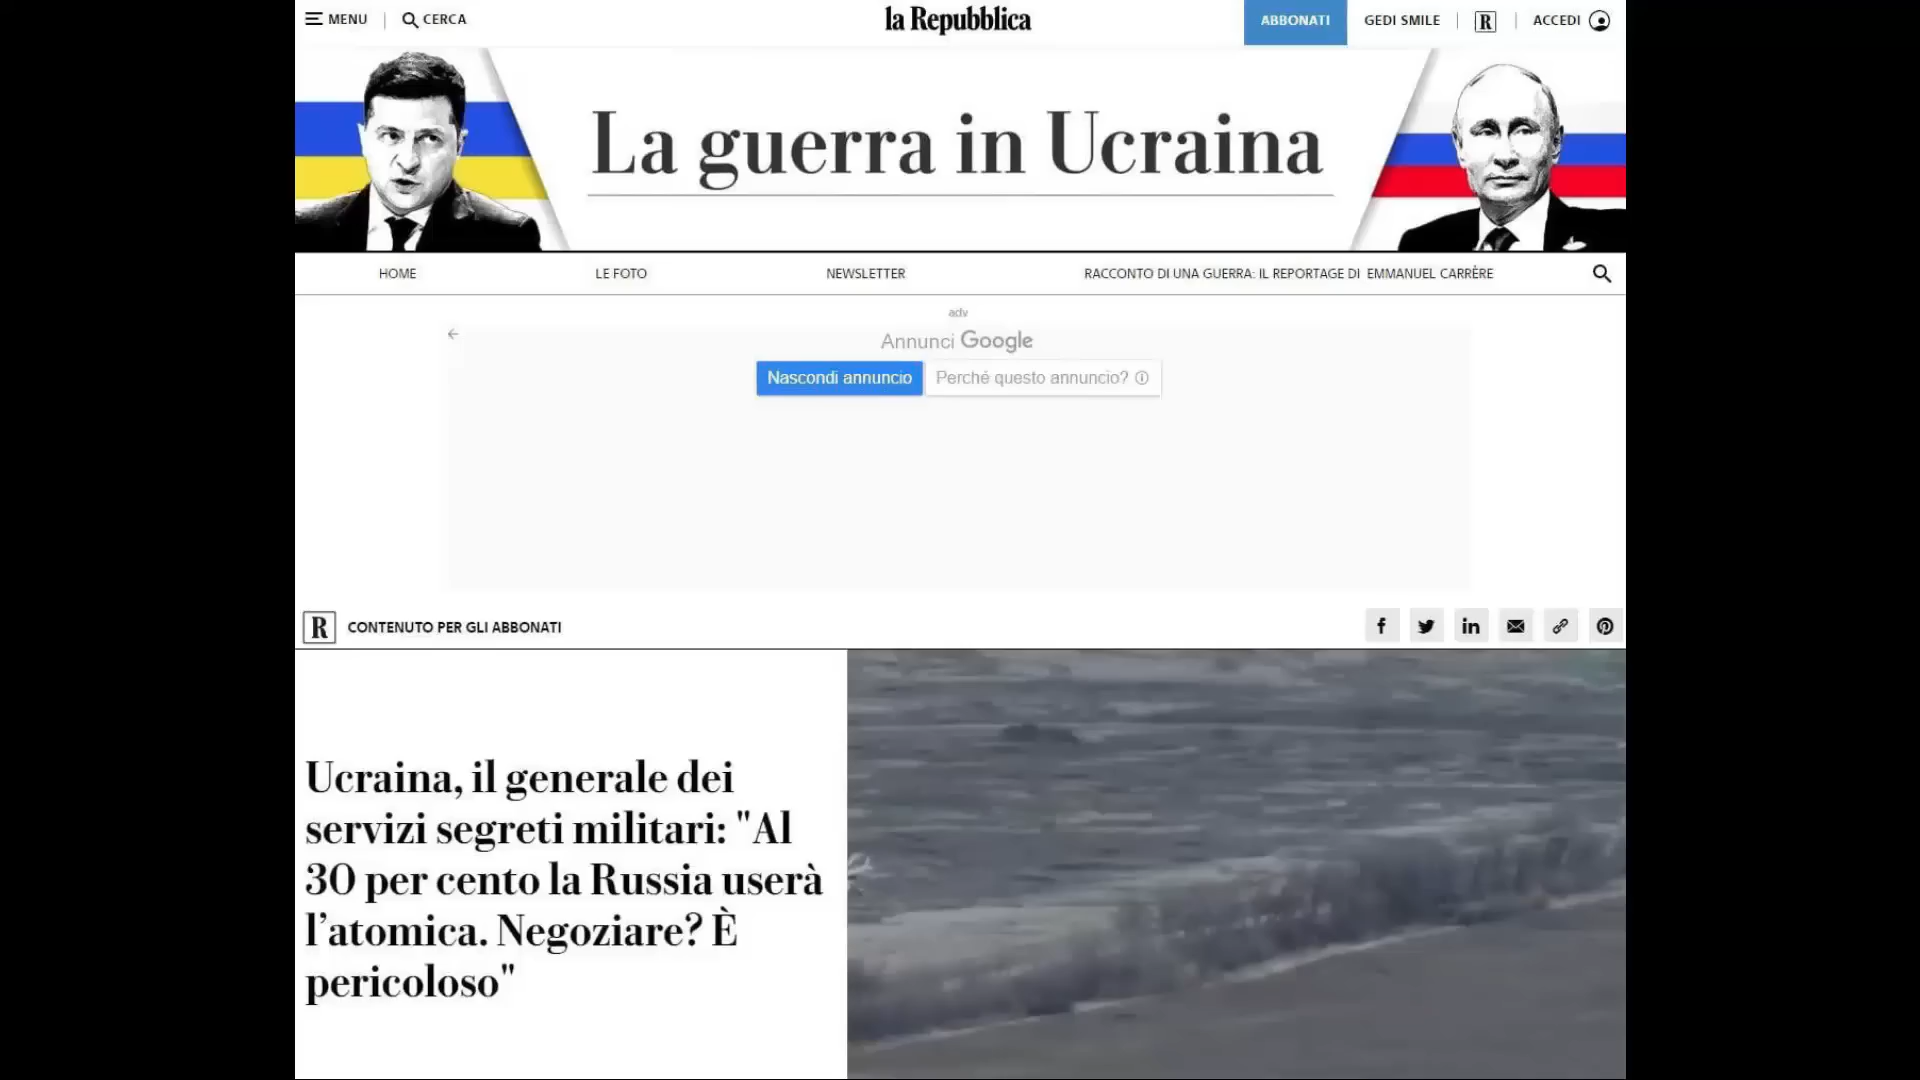 MENU
CERCA
la Repubblica
ABBONATI
GEDI SMILE
R
ACCEDI
La guerra in Ucraina
HOME
LE FOTO
NEWSLETTER
RACCONTO DI UNA GUERRA: IL REPORTAGE DI EMMANUEL CARRÈRE
adv
Annunci Google
Nascondi annuncio
Perché questo annuncio?
R CONTENUTO PER GLI ABBONATI
Ucraina, il generale dei
servizi segreti militari: "Al
30 per cento la Russia userà
l’atomica. Negoziare? È
pericoloso"